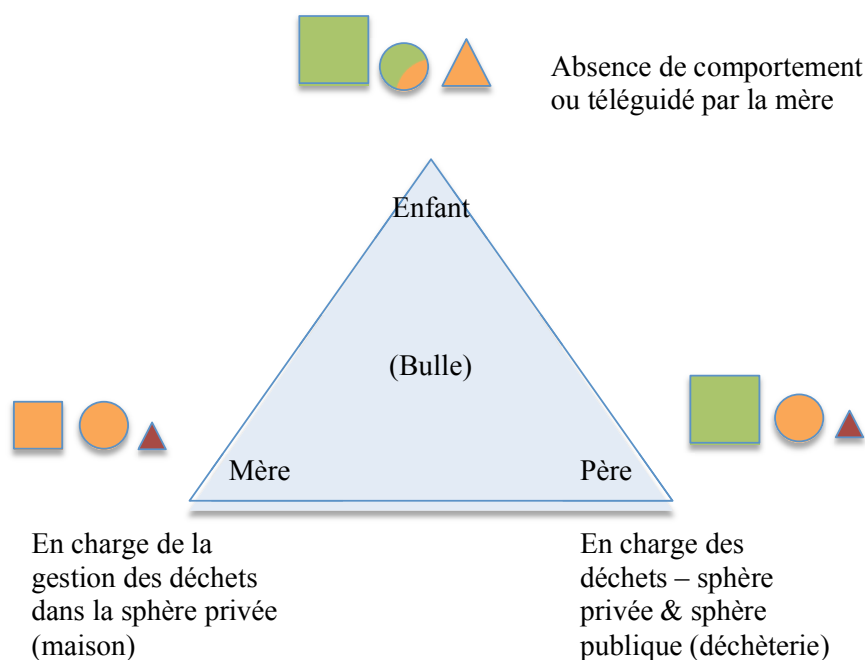 Absence de comportement
ou téléguidé par la mère
Enfant
(Bulle)
Mère
Père
En charge de la
gestion des déchets
dans la sphère privée
(maison)
En charge des
déchets – sphère
privée & sphère
publique (déchèterie)